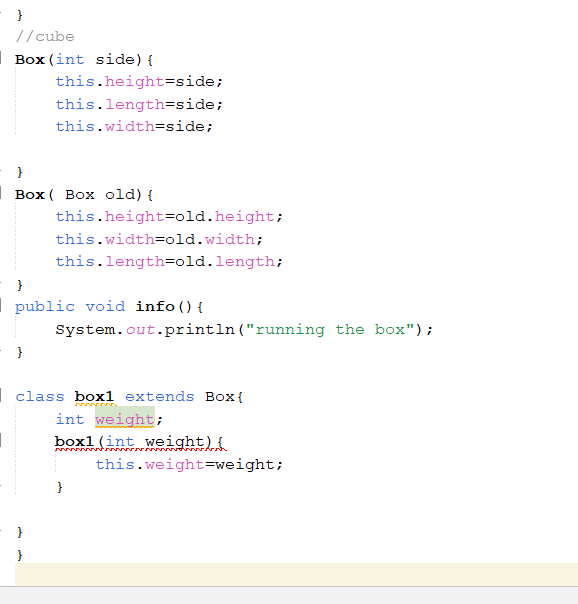 }
//cube
Box(int side){
    this.height=side;
    this.length=side;
    this.width=side;

}
Box( Box old){
    this.height=old.height;
    this.width=old.width;
    this.length=old.length;
}
public void info(){
    System.out.println("running the box");
}

class box1 extends Box{
    int weight;
    box1(int weight){
        this.weight=weight;
    }

}
}